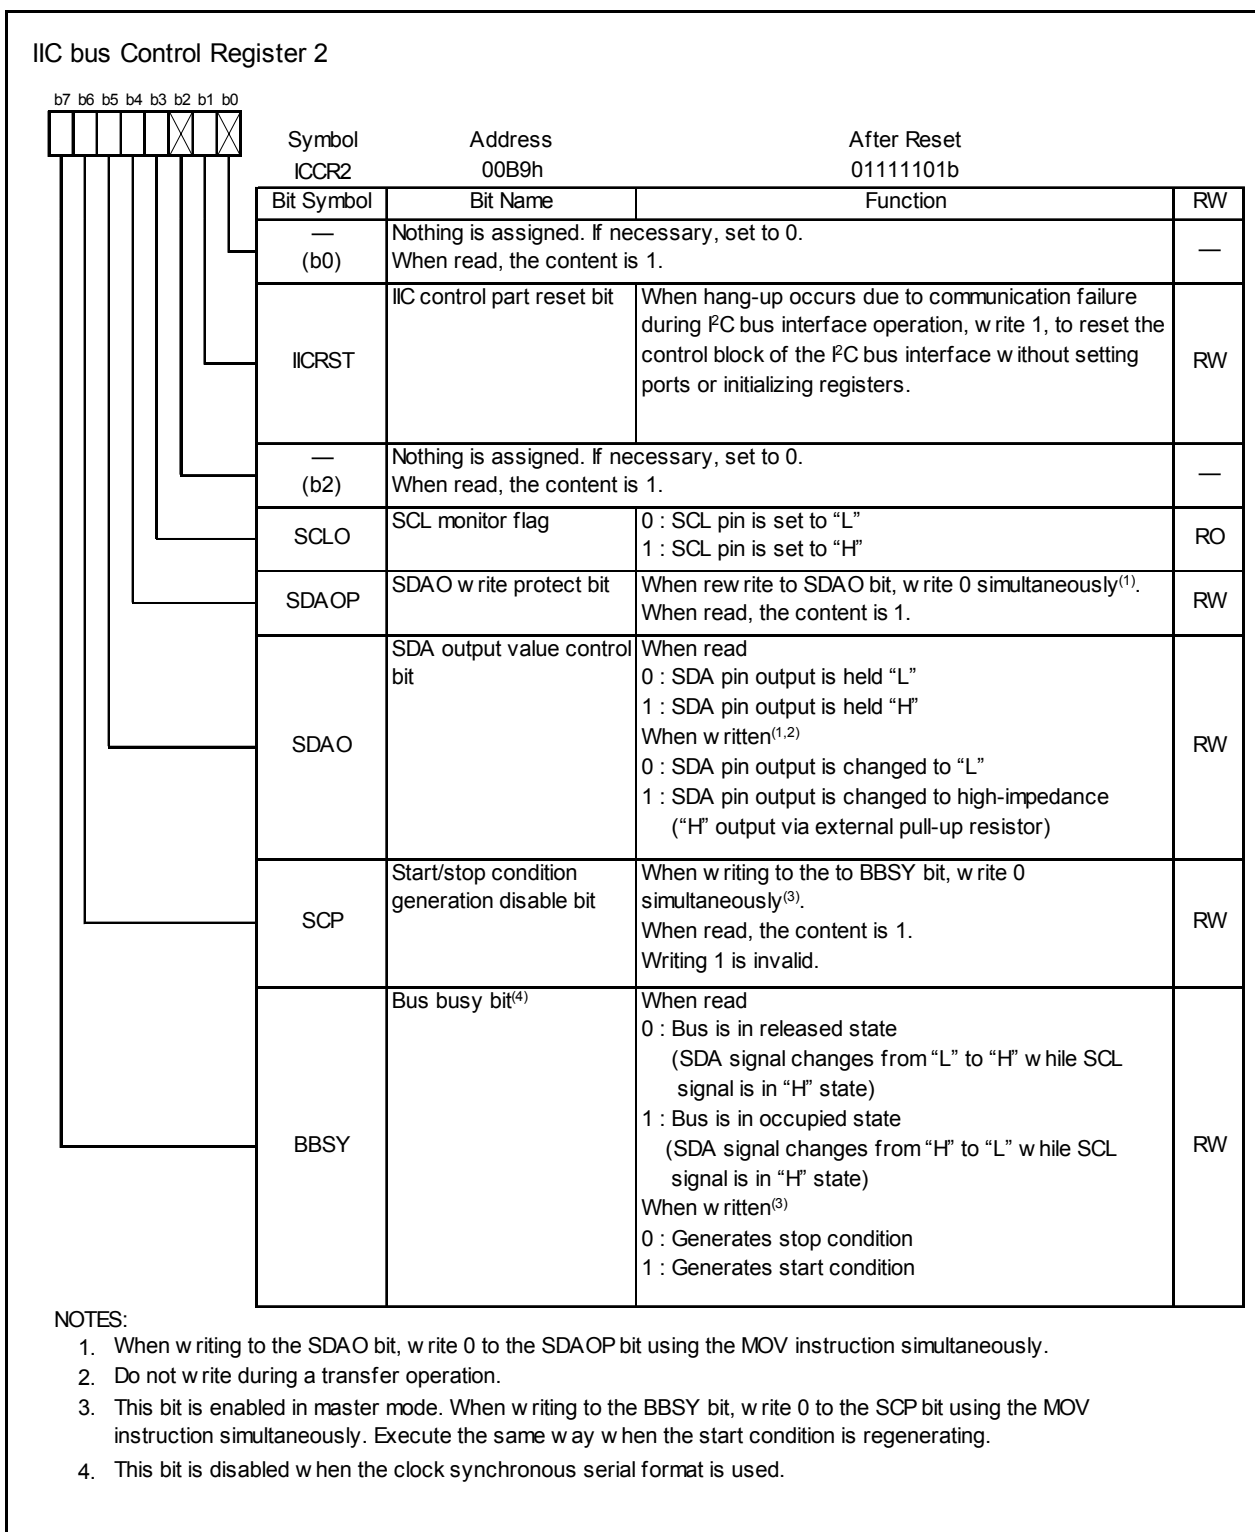 IIC bus Control Register 2
b7 b6 b5 b4 b3 b2 b1 b0
Symbol Address After Reset
ICCR2 00B9h 01111101b
Bit Symbol Bit Name Function RW
—
(b0)
Nothing is assigned. If necessary, set to 0.
When read, the content is 1.
—
IICRST
IIC control part reset bit
When hang-up occurs due to communication failure
during I²C bus interface operation, write 1, to reset the
control block of the I²C bus interface without setting
ports or initializing registers.
RW
—
(b2)
Nothing is assigned. If necessary, set to 0.
When read, the content is 1.
—
SCLO
SCL monitor flag
0 : SCL pin is set to “L”
1 : SCL pin is set to “H”
RO
SDAOP
SDAO write protect bit
When rewrite to SDAO bit, write 0 simultaneously(1).
When read, the content is 1.
RW
SDAO
SDA output value control
bit
When read
0 : SDA pin output is held “L”
1 : SDA pin output is held “H”
When written(1,2)
0 : SDA pin output is changed to “L”
1 : SDA pin output is changed to high-impedance
(“H” output via external pull-up resistor)
RW
SCP
Start/stop condition
generation disable bit
When writing to the to BBSY bit, write 0
simultaneously(3).
When read, the content is 1.
Writing 1 is invalid.
RW
BBSY
Bus busy bit(4)
When read
0 : Bus is in released state
(SDA signal changes from “L” to “H” while SCL
signal is in “H” state)
1 : Bus is in occupied state
(SDA signal changes from “H” to “L” while SCL
signal is in “H” state)
When written(3)
0 : Generates stop condition
1 : Generates start condition
RW
NOTES:
1. When writing to the SDAO bit, write 0 to the SDAOP bit using the MOV instruction simultaneously.
2. Do not write during a transfer operation.
3. This bit is enabled in master mode. When writing to the BBSY bit, write 0 to the SCP bit using the MOV
instruction simultaneously. Execute the same way when the start condition is regenerating.
4. This bit is disabled when the clock synchronous serial format is used.